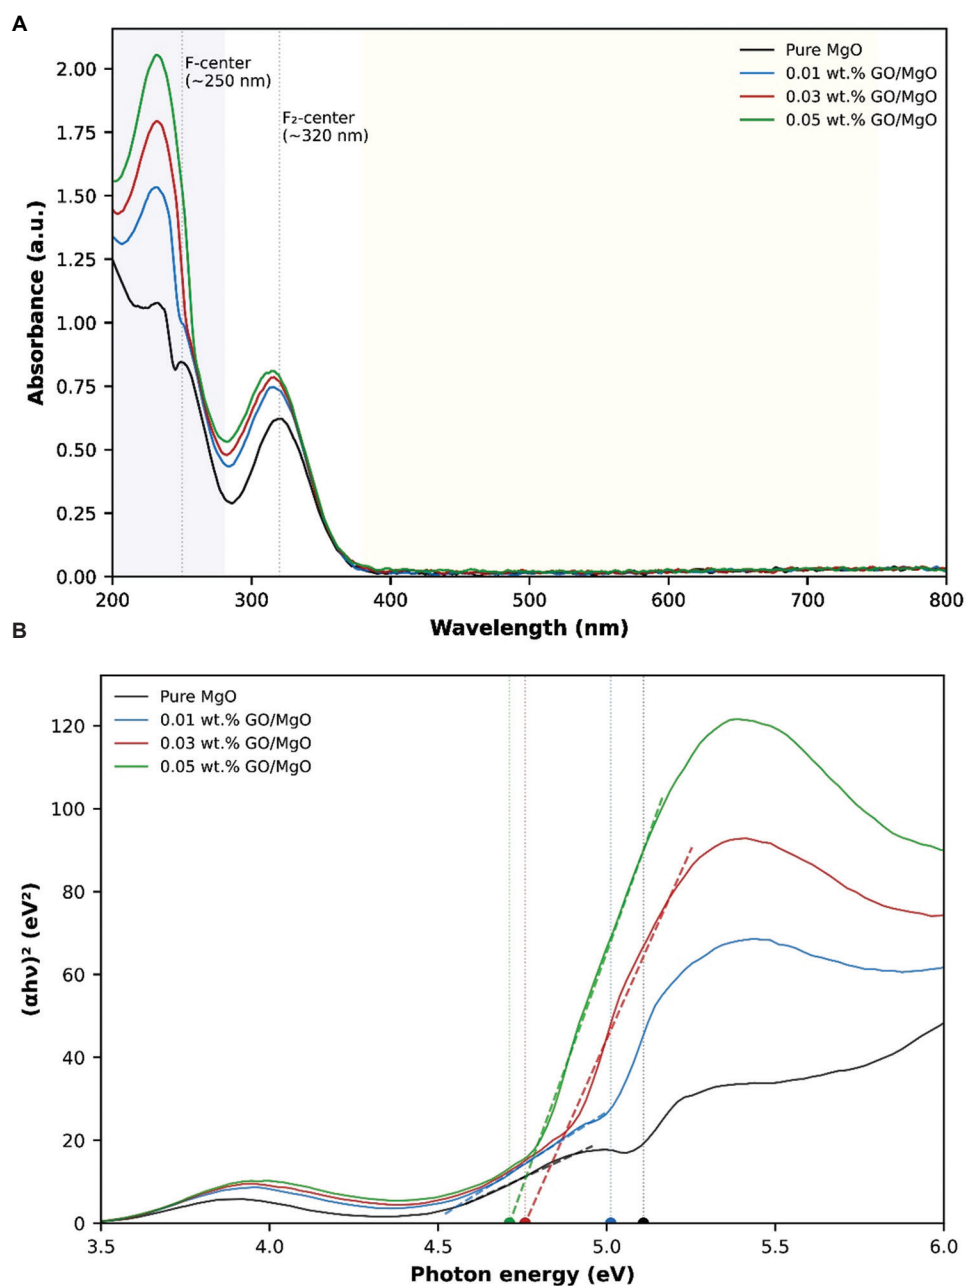 A
F-center
(~250 nm)
F₂-center
(~320 nm)
Pure MgO
0.01 wt.% GO/MgO
0.03 wt.% GO/MgO
0.05 wt.% GO/MgO
2.00
1.75
1.50
1.25
1.00
0.75
0.50
0.25
0.00
Absorbance (a.u.)
200 300 400 500 600 700 800
Wavelength (nm)
B
Pure MgO
0.01 wt.% GO/MgO
0.03 wt.% GO/MgO
0.05 wt.% GO/MgO
120
100
80
60
40
20
0
(αhν)² (eV²)
3.5 4.0 4.5 5.0 5.5 6.0
Photon energy (eV)